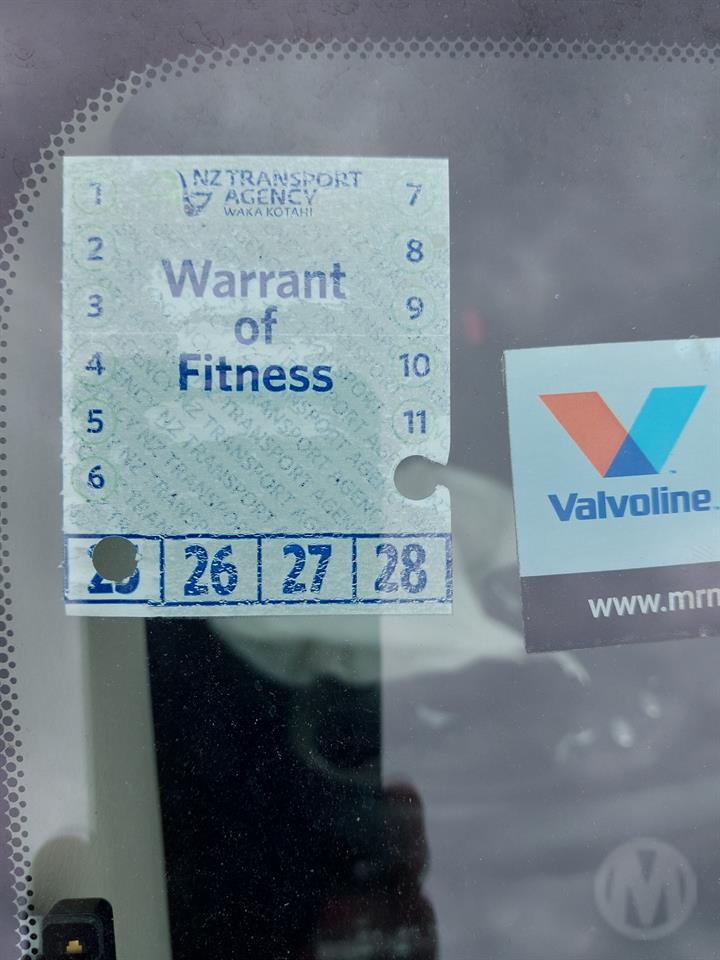 NZ TRANSPORT
AGENCY
WAKA KOTAHI
Warrant
of
Fitness
1
2
3
4
5
6
7
8
9
10
11
26 27 28
Valvoline
www.mrm
M